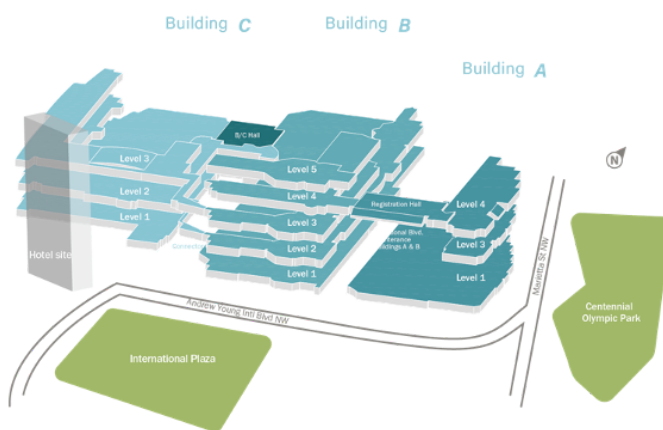 Building C
Building B
Building A
B/C Hall
Level 3
Level 5
Level 2
Level 4
Registration Hall
Level 4
Level 1
Level 3
Level 3
Level 2
Level 1
Level 1
Blvd.
Buildings A & B
Hotel site
N
Andrew Young Intl Blvd NW
Marietta St NW
International Plaza
Centennial
Olympic Park